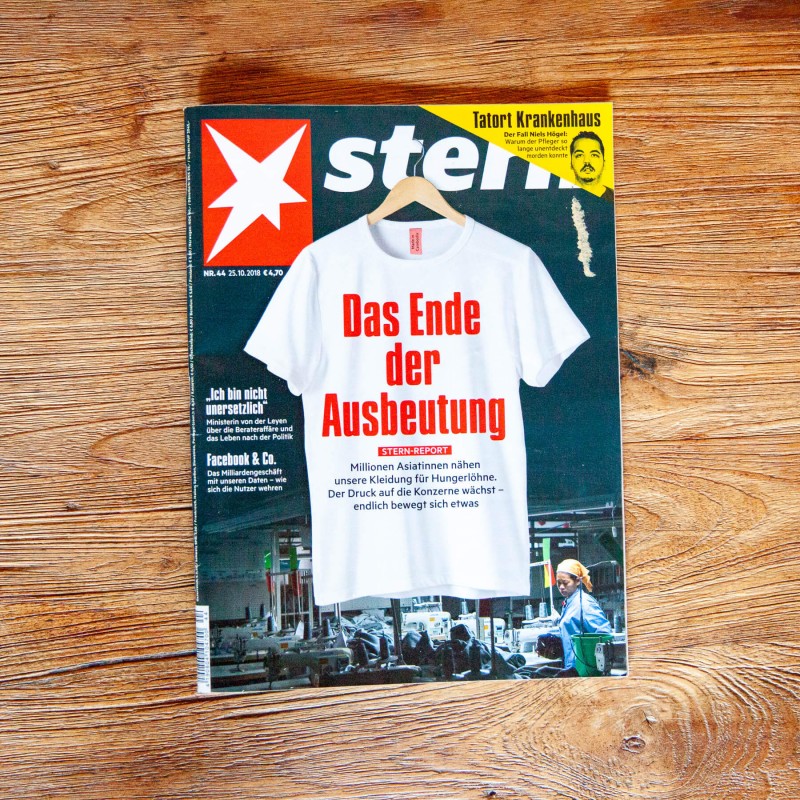 stern
Tatort Krankenhaus
Der Fall Niels Högel:
Warum der Pfleger so
lange unentdeckt
morden konnte
NR. 44 25.10.2018 €4,70
Das Ende
der
Ausbeutung
STERN-REPORT
Millionen Asiatinnen nähen
unsere Kleidung für Hungerlöhne.
Der Druck auf die Konzerne wächst –
endlich bewegt sich etwas
„Ich bin nicht
unersetzlich“
Ministerin von der Leyen
über die Berateraffäre und
das Leben nach der Politik
Facebook & Co.
Das Milliardengeschäft
mit unseren Daten – wie
sich die Nutzer wehren